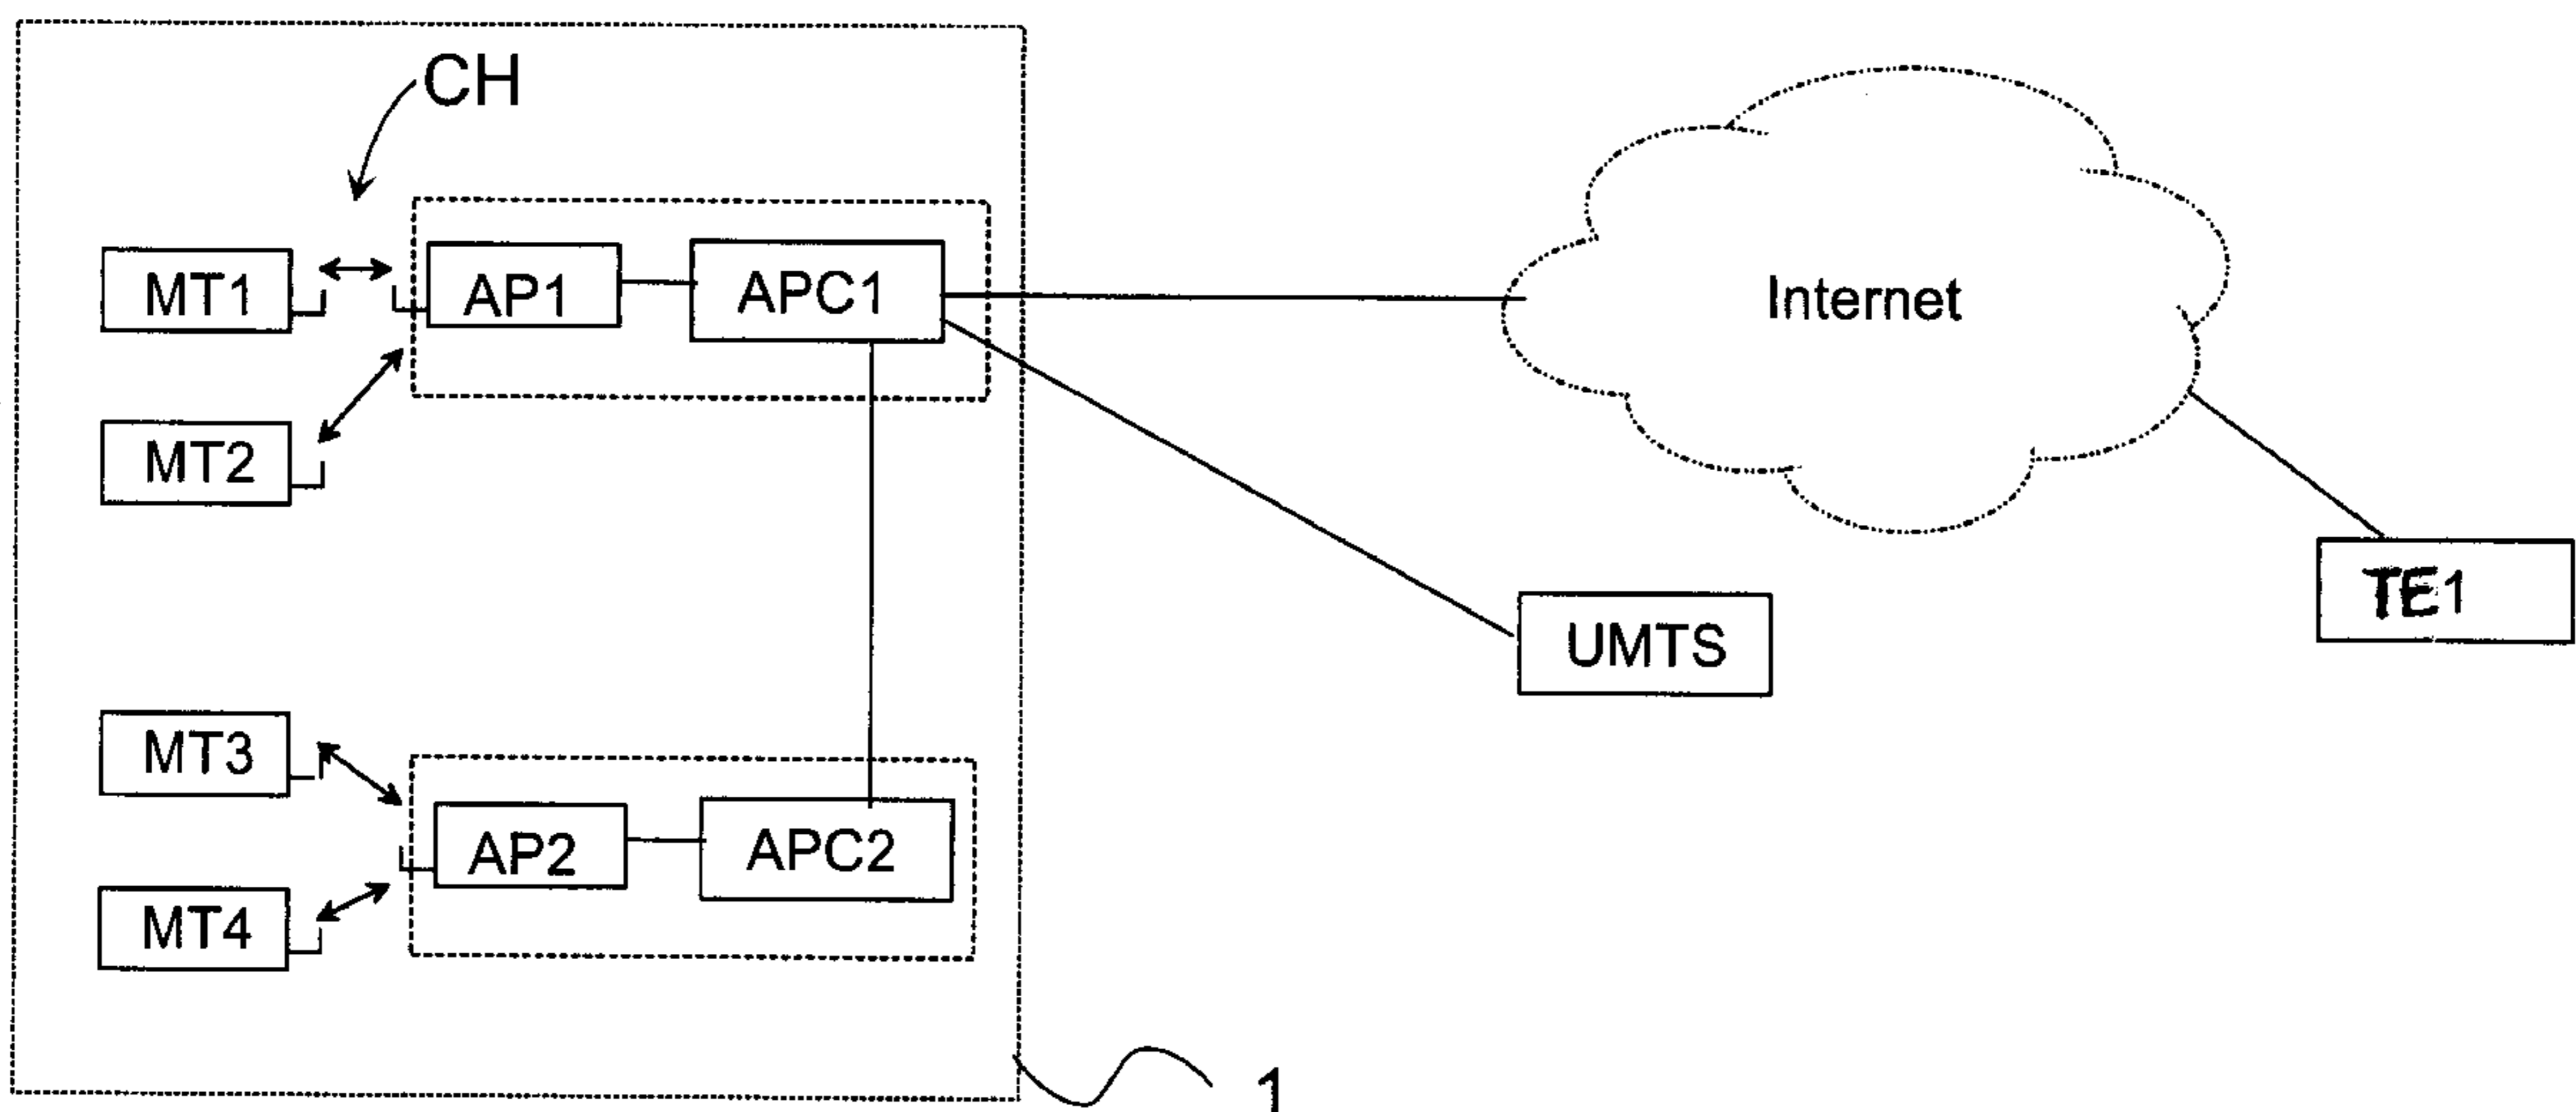 CH
MT1
AP1
APC1
Internet
MT2
TE1
UMTS
MT3
AP2
APC2
MT4
1